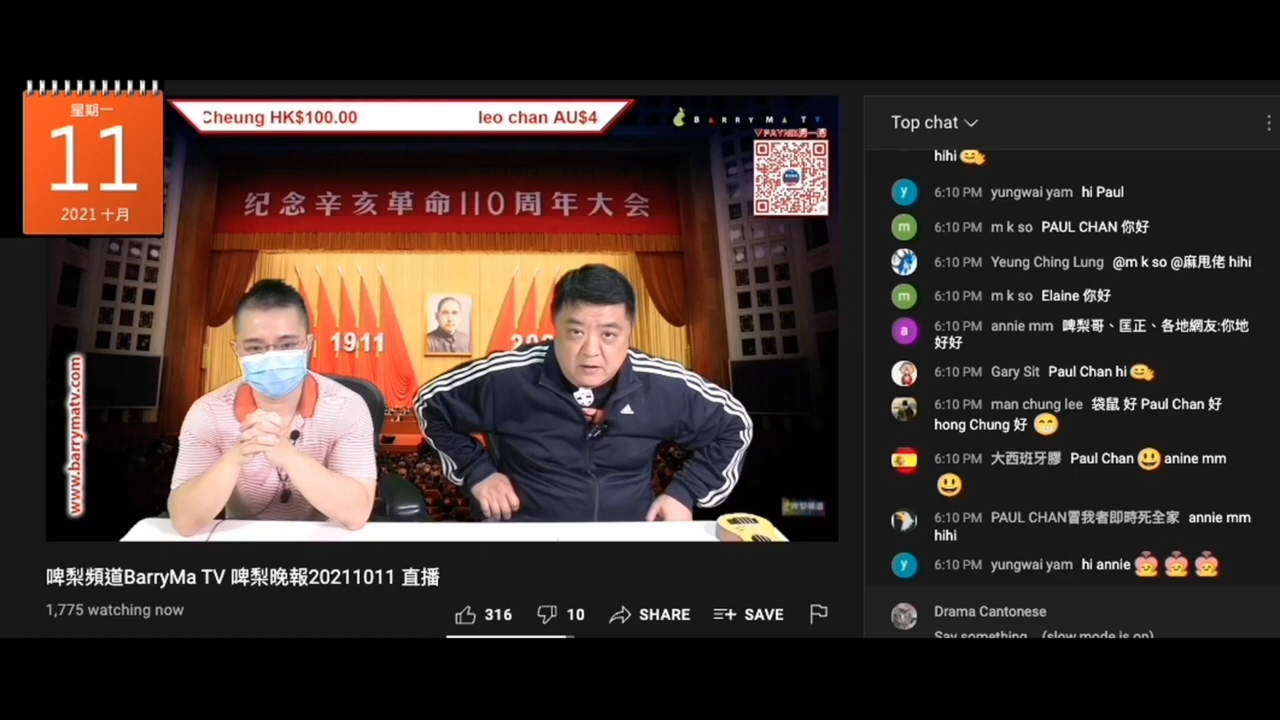 星期一
11
2021 十月
Cheung HK$100.00
leo chan AU$4
BARRYMATV
纪念辛亥革命110周年大会
1911
www.barrymatv.com
啤梨頻道BarryMa TV 啤梨晚報20211011 直播
1,775 watching now
316
10
SHARE
SAVE
Top chat
hihi
6:10 PM yungwai yam hi Paul
6:10 PM m k so PAUL CHAN 你好
6:10 PM Yeung Ching Lung @m k so @麻甩佬 hihi
6:10 PM m k so Elaine 你好
6:10 PM annie mm 啤梨哥、匡正、各地網友:你地
好好
6:10 PM Gary Sit Paul Chan hi
6:10 PM man chung lee 袋鼠 好 Paul Chan 好
hong Chung 好
6:10 PM 大西班牙膠 Paul Chan 😃 anine mm
😃
6:10 PM PAUL CHAN冒我者即時死全家 annie mm
hihi
6:10 PM yungwai yam hi annie
Drama Cantonese
Say something... (slow mode is on)